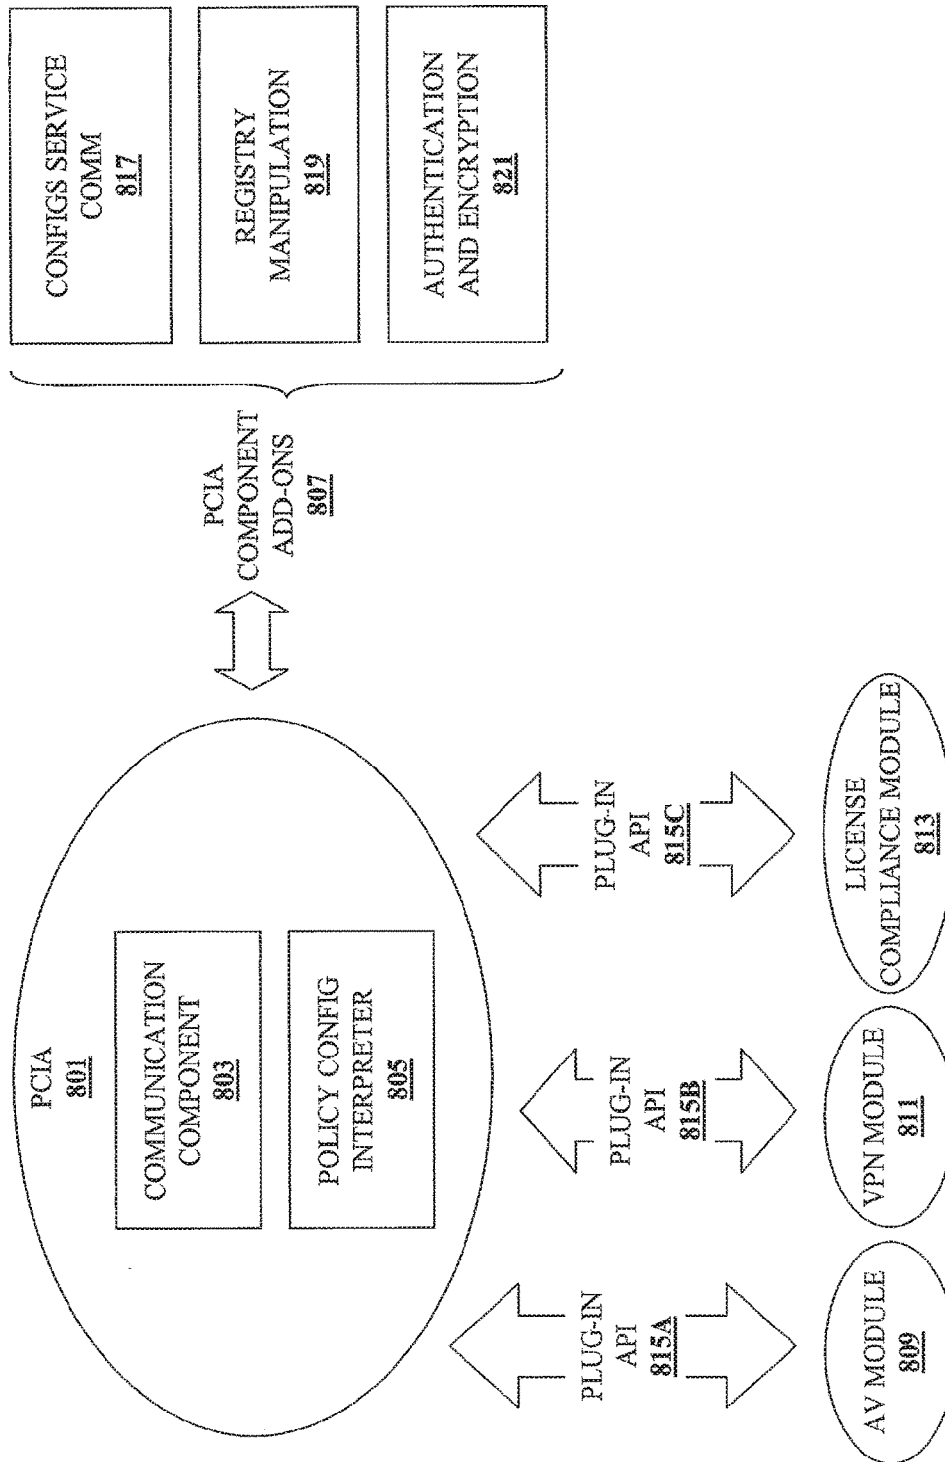 PCIA
801
COMMUNICATION
COMPONENT
803
POLICY CONFIG
INTERPRETER
805
PCIA
COMPONENT
ADD-ONS
807
CONFIGS SERVICE
COMM
817
REGISTRY
MANIPULATION
819
AUTHENTICATION
AND ENCRYPTION
821
PLUG-IN
API
815A
PLUG-IN
API
815B
PLUG-IN
API
815C
AV MODULE
809
VPN MODULE
811
LICENSE
COMPLIANCE MODULE
813